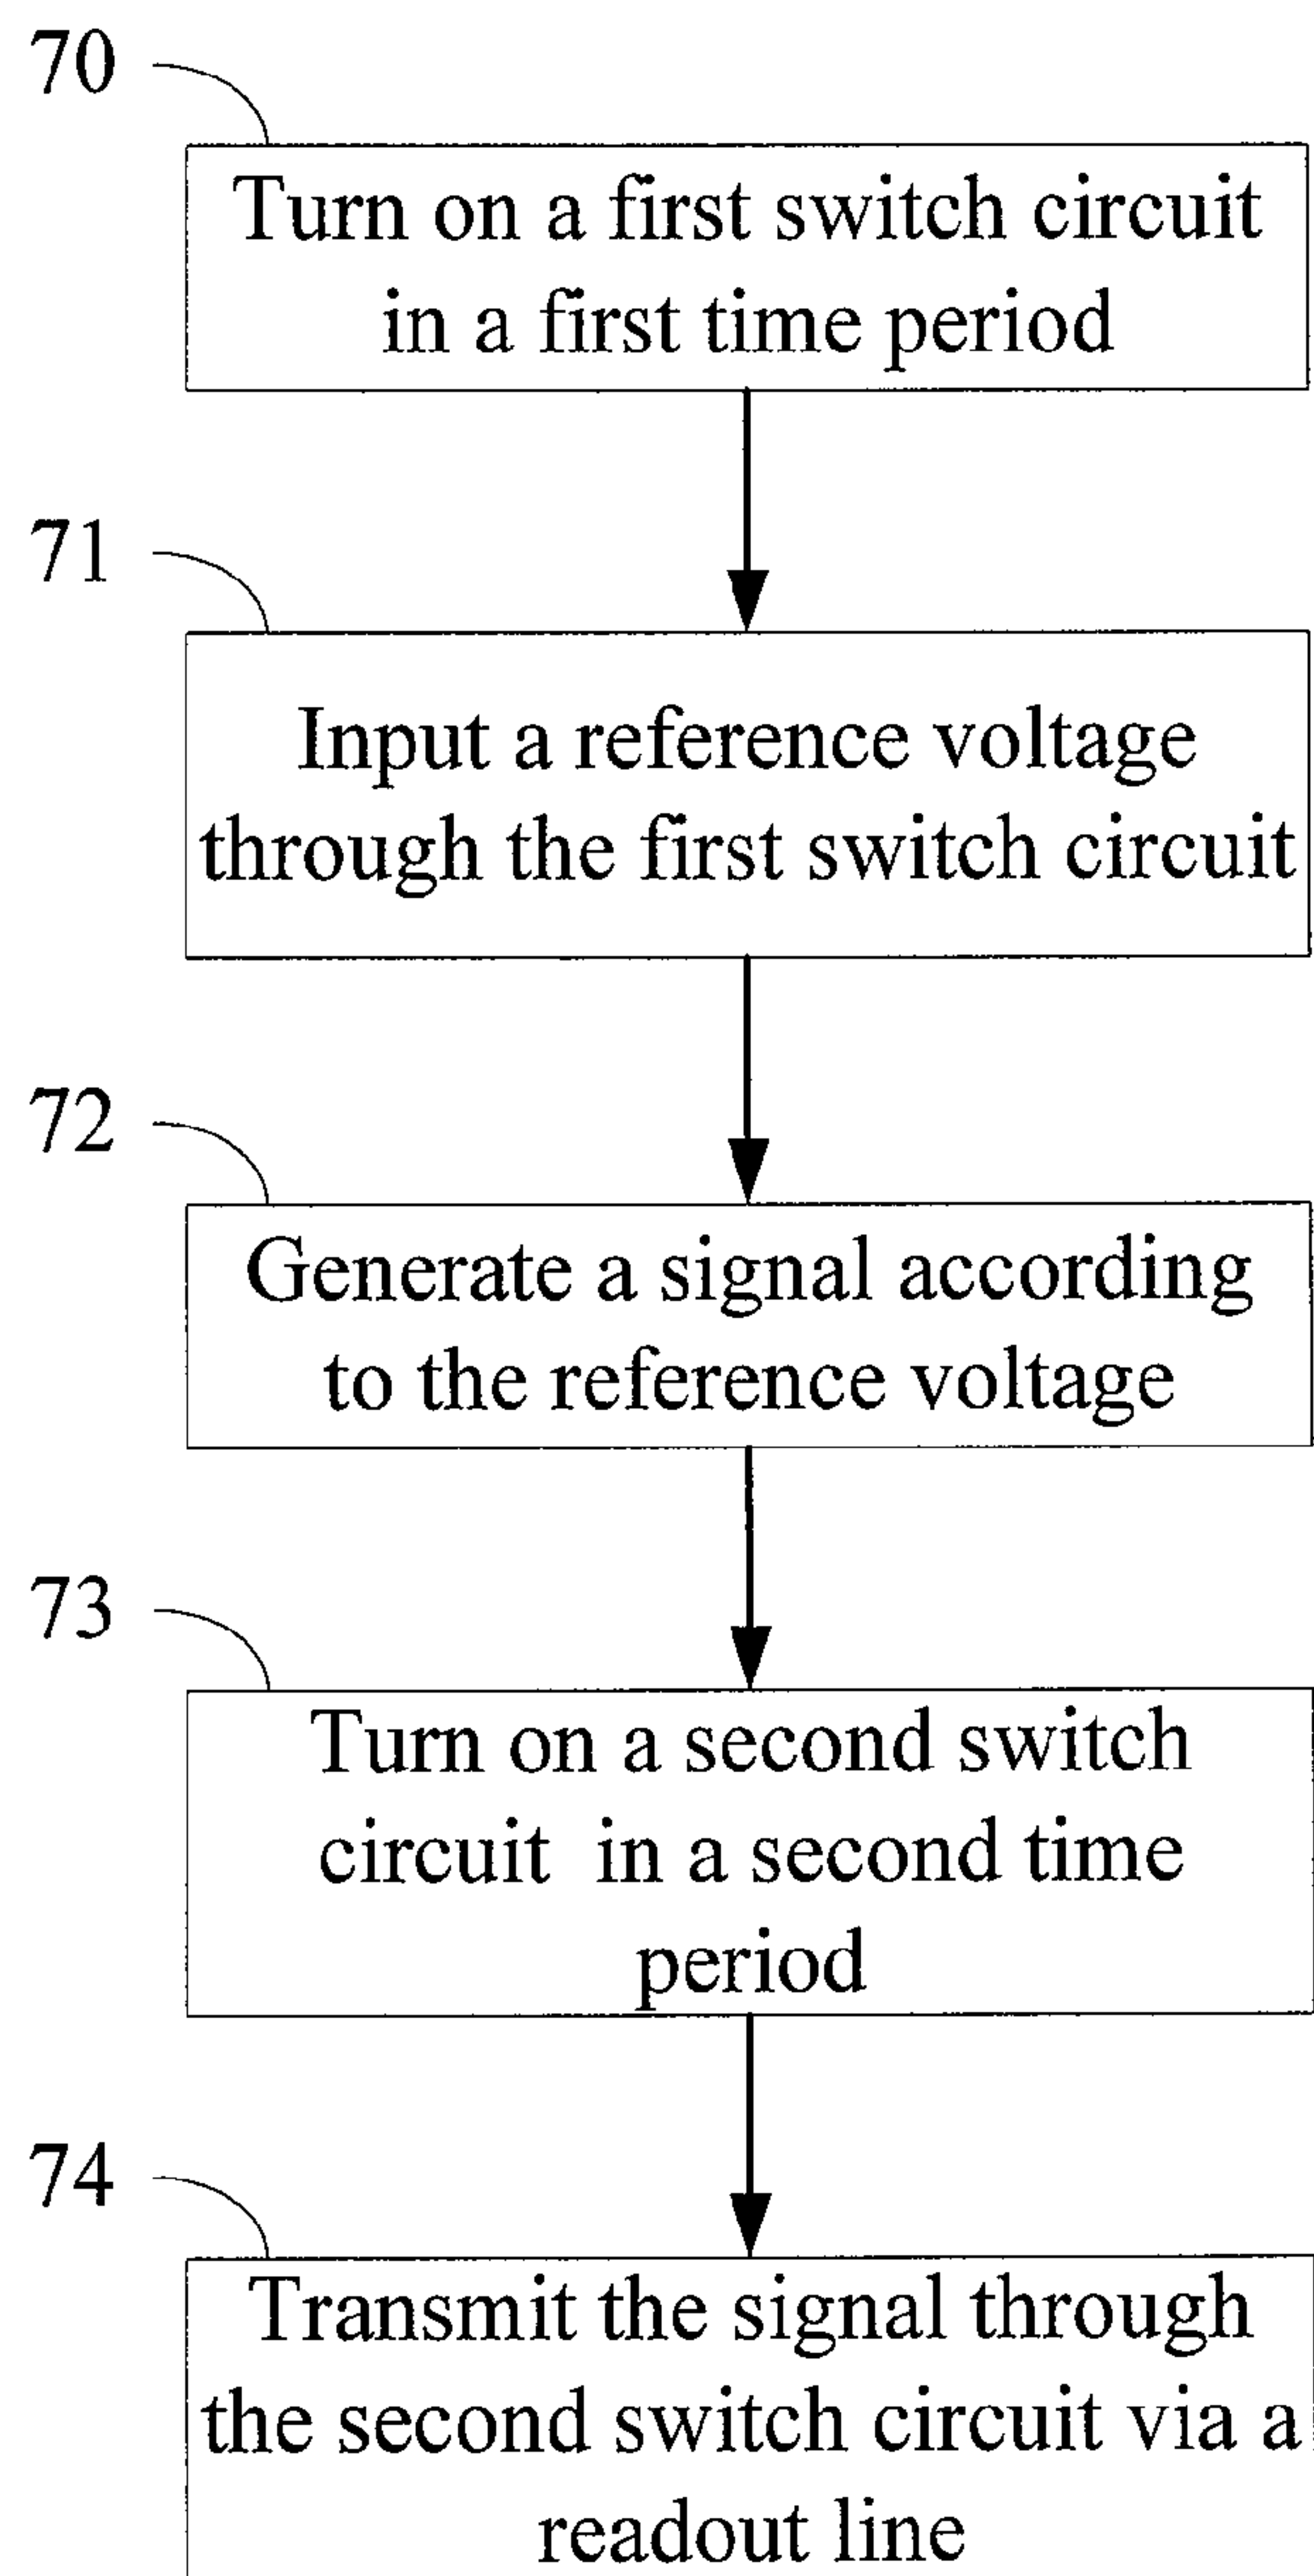 70
Turn on a first switch circuit
in a first time period
71
Input a reference voltage
through the first switch circuit
72
Generate a signal according
to the reference voltage
73
Turn on a second switch
circuit in a second time
period
74
Transmit the signal through
the second switch circuit via a
readout line